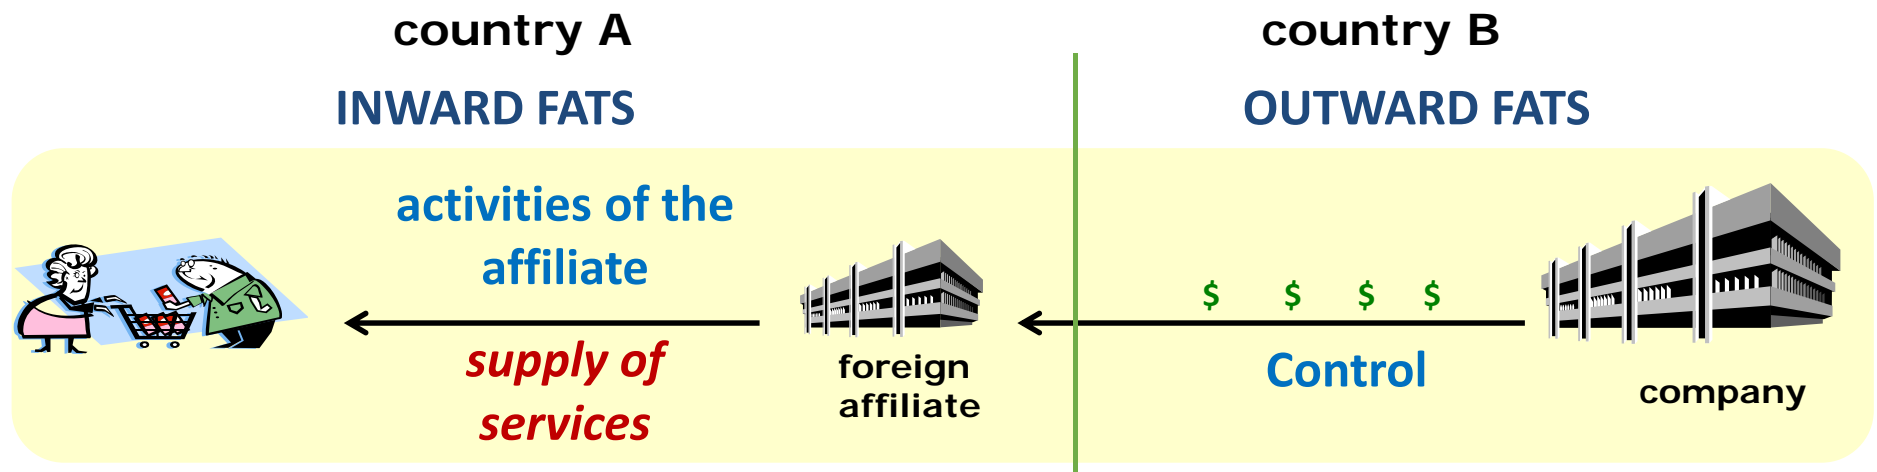 country A
country B
INWARD FATS
OUTWARD FATS
activities of the
affiliate
supply of
services
foreign
affiliate
$ $ $ $
Control
company